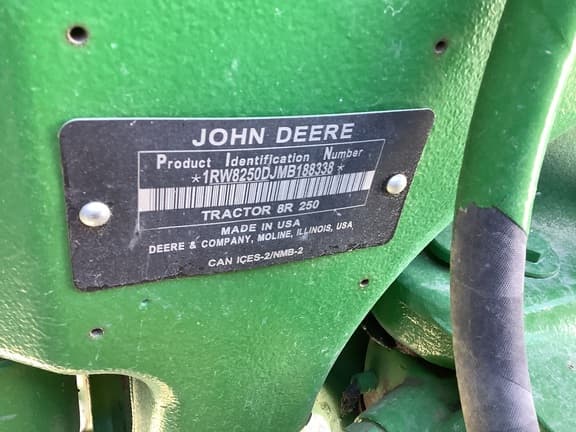 JOHN DEERE
Product Identification Number
*1RW8250DJMB188338*
TRACTOR 8R 250
MADE IN USA
DEERE & COMPANY, MOLINE, ILLINOIS, USA
CAN ICES-2/NMB-2